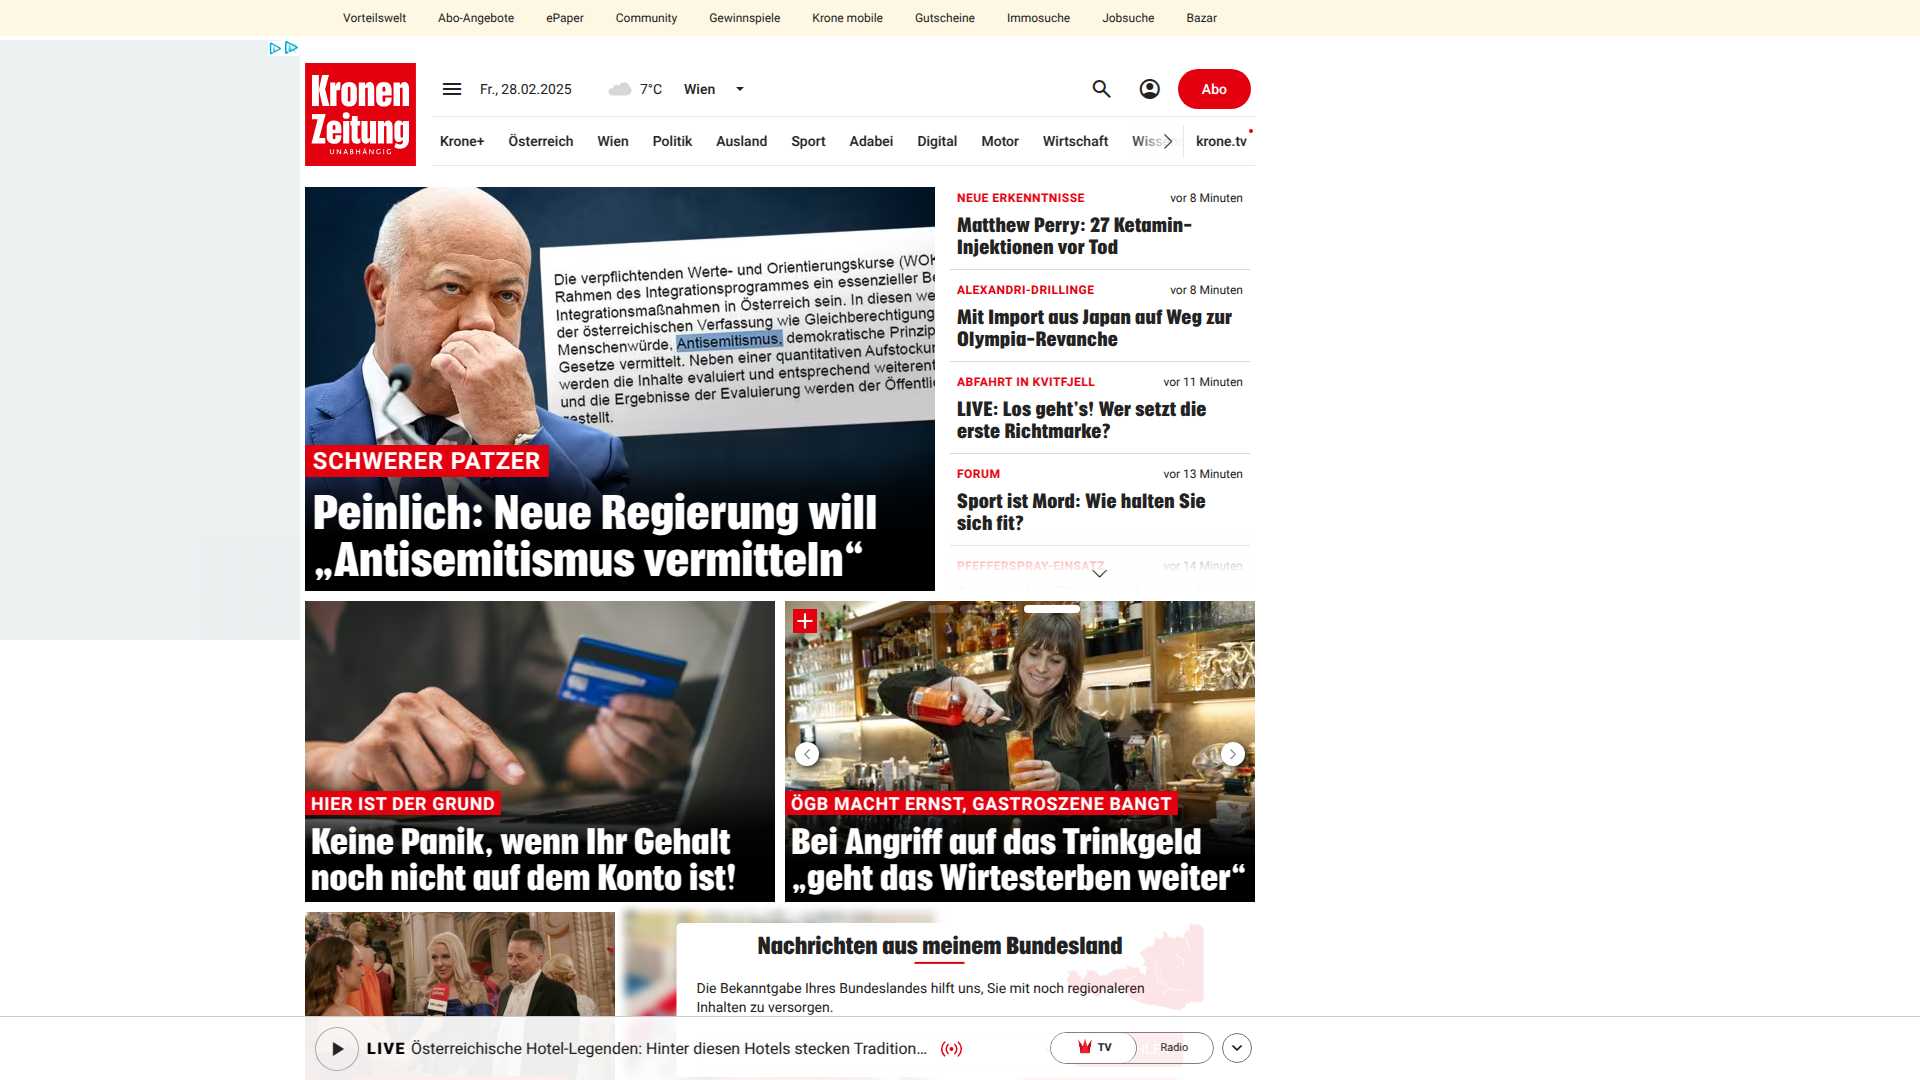 Vorteilswelt Abo-Angebote ePaper Community Gewinnspiele Krone mobile Gutscheine Immosuche Jobsuche Bazar
Kronen
Zeitung
UNABHÄNGIG
Fr., 28.02.2025 7°C Wien
Abo
Krone+ Österreich Wien Politik Ausland Sport Adabei Digital Motor Wirtschaft krone.tv
Die verpflichtenden Werte- und Orientierungskurse (WOK
Rahmen des Integrationsprogrammes ein essenzieller Be
Integrationsmaßnahmen in Österreich sein. In diesen we
der österreichischen Verfassung wie Gleichberechtigung
Menschenwürde, Antisemitismus, demokratische Prinzip
Gesetze vermittelt. Neben einer quantitativen Aufstocku
werden die Inhalte evaluiert und entsprechend weiterent
und die Ergebnisse der Evaluierung werden der Öffentli
gestellt.
SCHWERER PATZER
Peinlich: Neue Regierung will
„Antisemitismus vermitteln“
NEUE ERKENNTNISSE vor 8 Minuten
Matthew Perry: 27 Ketamin-
Injektionen vor Tod
ALEXANDRI-DRILLINGE vor 8 Minuten
Mit Import aus Japan auf Weg zur
Olympia-Revanche
ABFAHRT IN KVITFJELL vor 11 Minuten
LIVE: Los geht’s! Wer setzt die
erste Richtmarke?
FORUM vor 13 Minuten
Sport ist Mord: Wie halten Sie
sich fit?
PFEFFERSPRAY-EINSATZ vor 14 Minuten
HIER IST DER GRUND
Keine Panik, wenn Ihr Gehalt
noch nicht auf dem Konto ist!
ÖGB MACHT ERNST, GASTROSZENE BANGT
Bei Angriff auf das Trinkgeld
„geht das Wirtesterben weiter“
Nachrichten aus meinem Bundesland
Die Bekanntgabe Ihres Bundeslandes hilft uns, Sie mit noch regionaleren
Inhalten zu versorgen.
LIVE Österreichische Hotel-Legenden: Hinter diesen Hotels stecken Tradition...
TV Radio